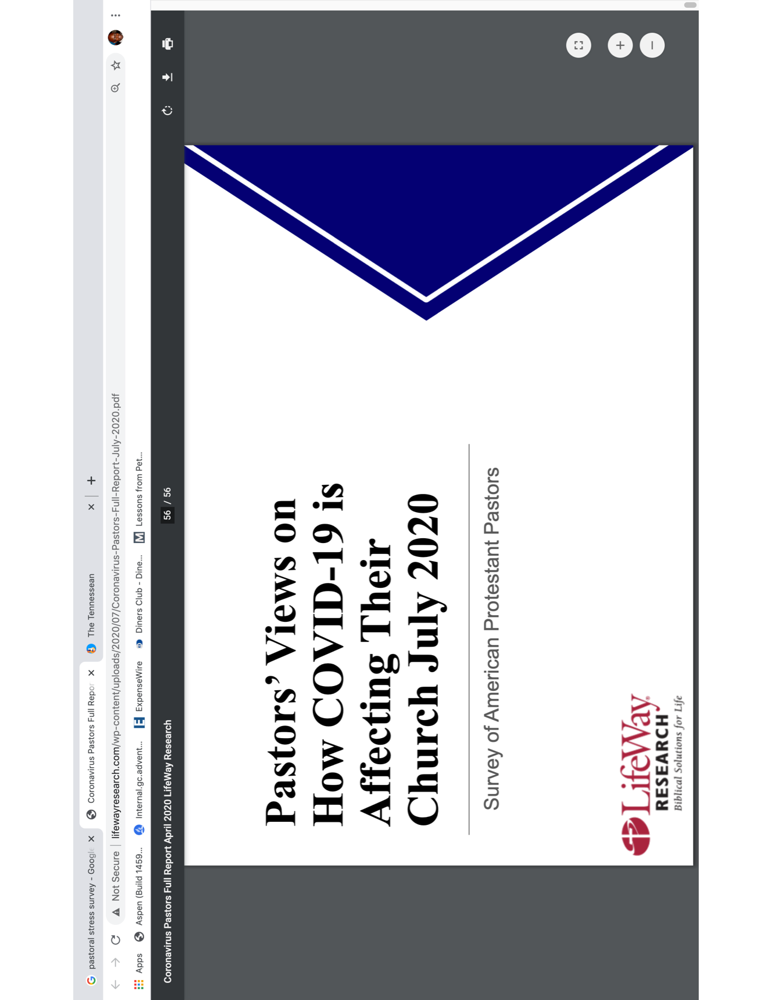 pastoral stress survey - Google
Coronavirus Pastors Full Repor
The Tennessean
Not Secure | lifewayresearch.com/wp-content/uploads/2020/07/Coronavirus-Pastors-Full-Report-July-2020.pdf
Apps
Aspen (Build 1459...
Internal.gc.advent...
E ExpenseWire
Diners Club - Dine...
M Lessons from Pet...
Coronavirus Pastors Full Report April 2020 LifeWay Research
56 / 56
Pastors' Views on
How COVID-19 is
Affecting Their
Church July 2020
Survey of American Protestant Pastors
LifeWay®
RESEARCH
Biblical Solutions for Life